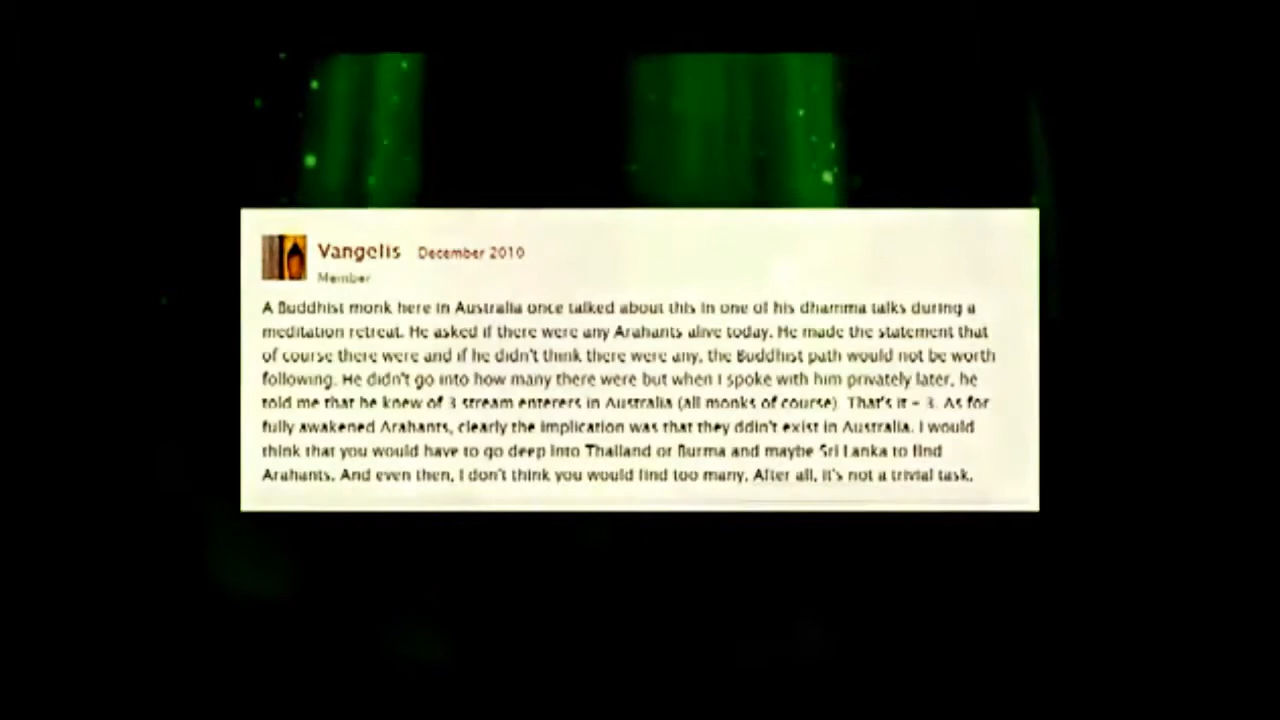 Vangelis December 2010
Member
A Buddhist monk here in Australia once talked about this in one of his dhamma talks during a
meditation retreat. He asked if there were any Arahants alive today. He made the statement that
of course there were and if he didn't think there were any, the Buddhist path would not be worth
following. He didn't go into how many there were but when I spoke with him privately later, he
told me that he knew of 3 stream enterers in Australia (all monks of course). That's it - 3. As for
fully awakened Arahants, clearly the implication was that they ddin't exist in Australia. I would
think that you would have to go deep into Thailand or Burma and maybe Sri Lanka to find
Arahants. And even then, I don't think you would find too many. After all, it's not a trivial task.